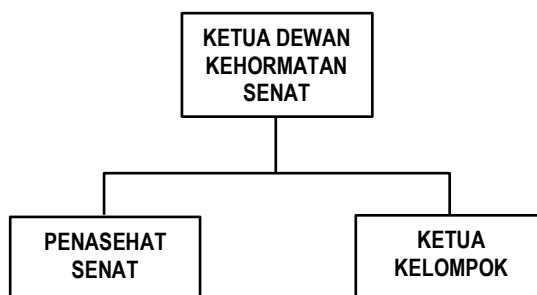 KETUA DEWAN
KEHORMATAN
SENAT
PENASEHAT
SENAT
KETUA
KELOMPOK